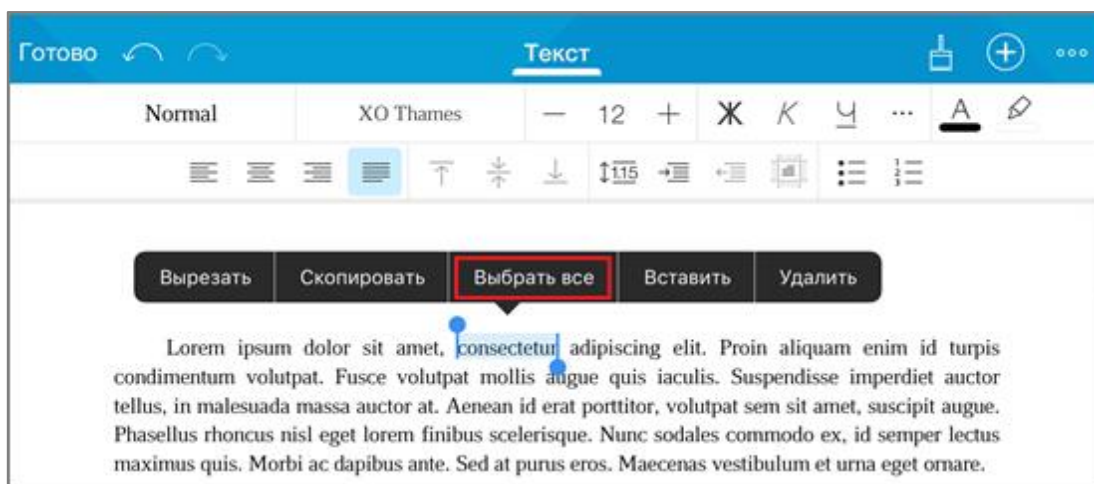 Готово Текст
Normal XO Thames — 12 + Ж К Ч ... A
1.15
Вырезать Скопировать Выбрать все Вставить Удалить
Lorem ipsum dolor sit amet, consectetur adipiscing elit. Proin aliquam enim id turpis
condimentum volutpat. Fusce volutpat mollis augue quis iaculis. Suspendisse imperdiet auctor
tellus, in malesuada massa auctor at. Aenean id erat porttitor, volutpat sem sit amet, suscipit augue.
Phasellus rhoncus nisl eget lorem finibus scelerisque. Nunc sodales commodo ex, id semper lectus
maximus quis. Morbi ac dapibus ante. Sed at purus eros. Maecenas vestibulum et urna eget ornare.